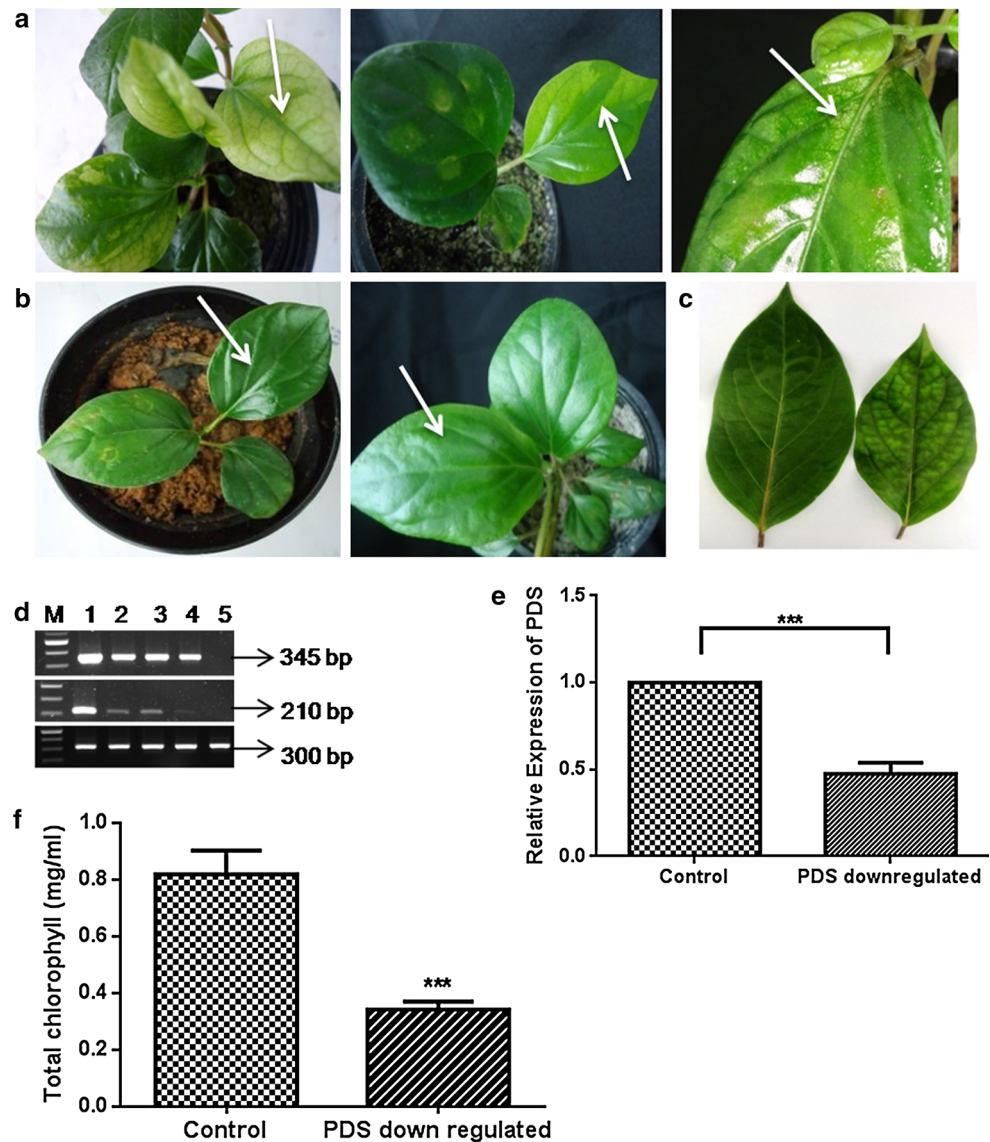 a
b
c
d
M 1 2 3 4 5
345 bp
210 bp
300 bp
e
Relative Expression of PDS
1.5
1.0
0.5
0.0
***
Control
PDS downregulated
f
Total chlorophyll (mg/ml)
1.0
0.8
0.6
0.4
0.2
0.0
***
Control
PDS down regulated